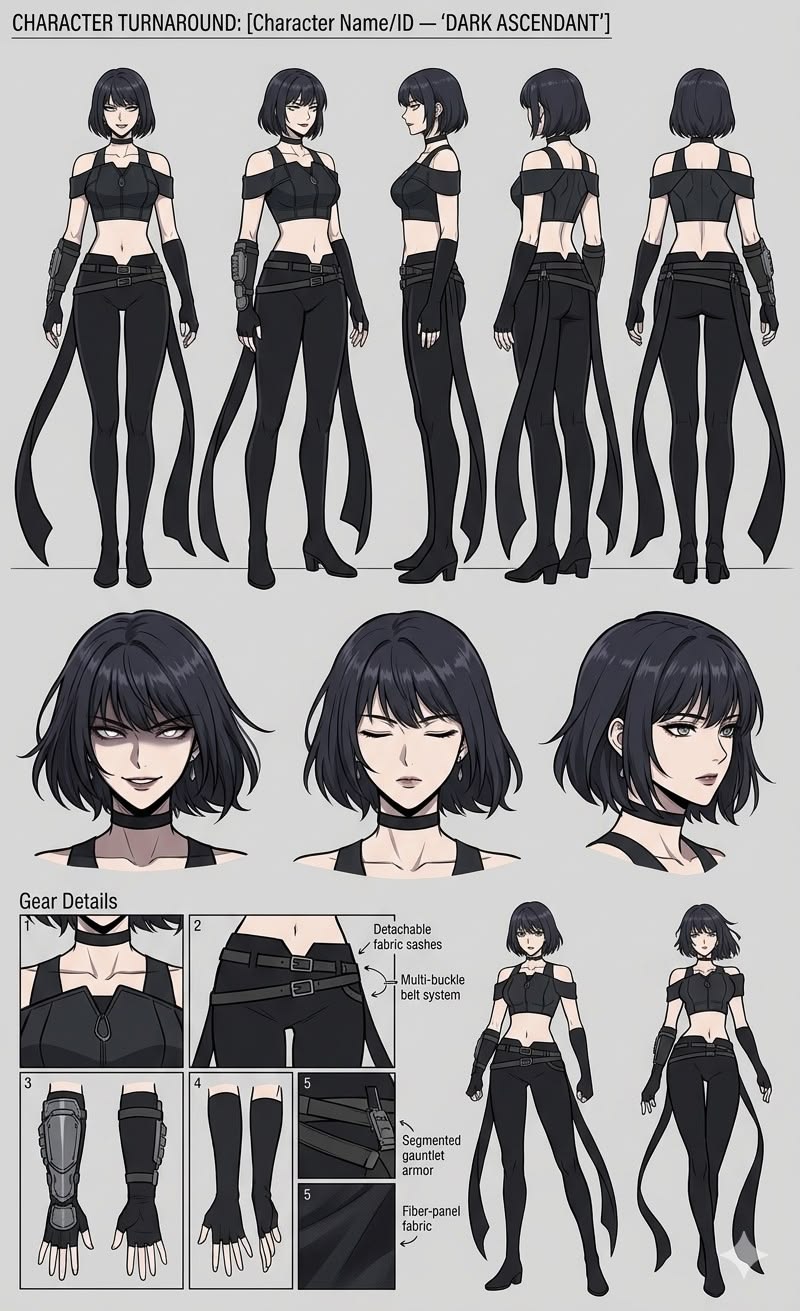 CHARACTER TURNAROUND: [Character Name/ID — ‘DARK ASCENDANT’]
Gear Details
1
2
Detachable
fabric sashes
Multi-buckle
belt system
3
4
5
Segmented
gauntlet
armor
5
Fiber-panel
fabric